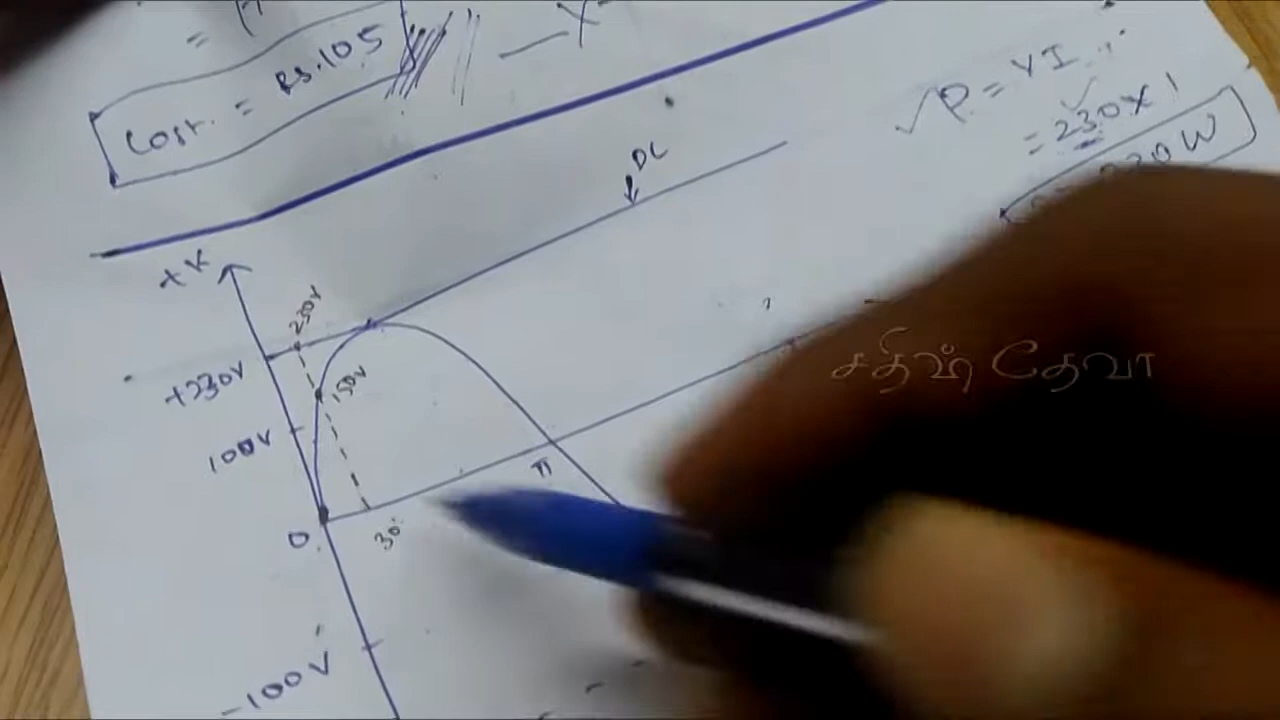 =
Cost. = Rs.105
P = VI
= 230 X 1
DC
+V
230V
+230V
150V
100V
π
0
30
-100V
சதிஷ் தேவா